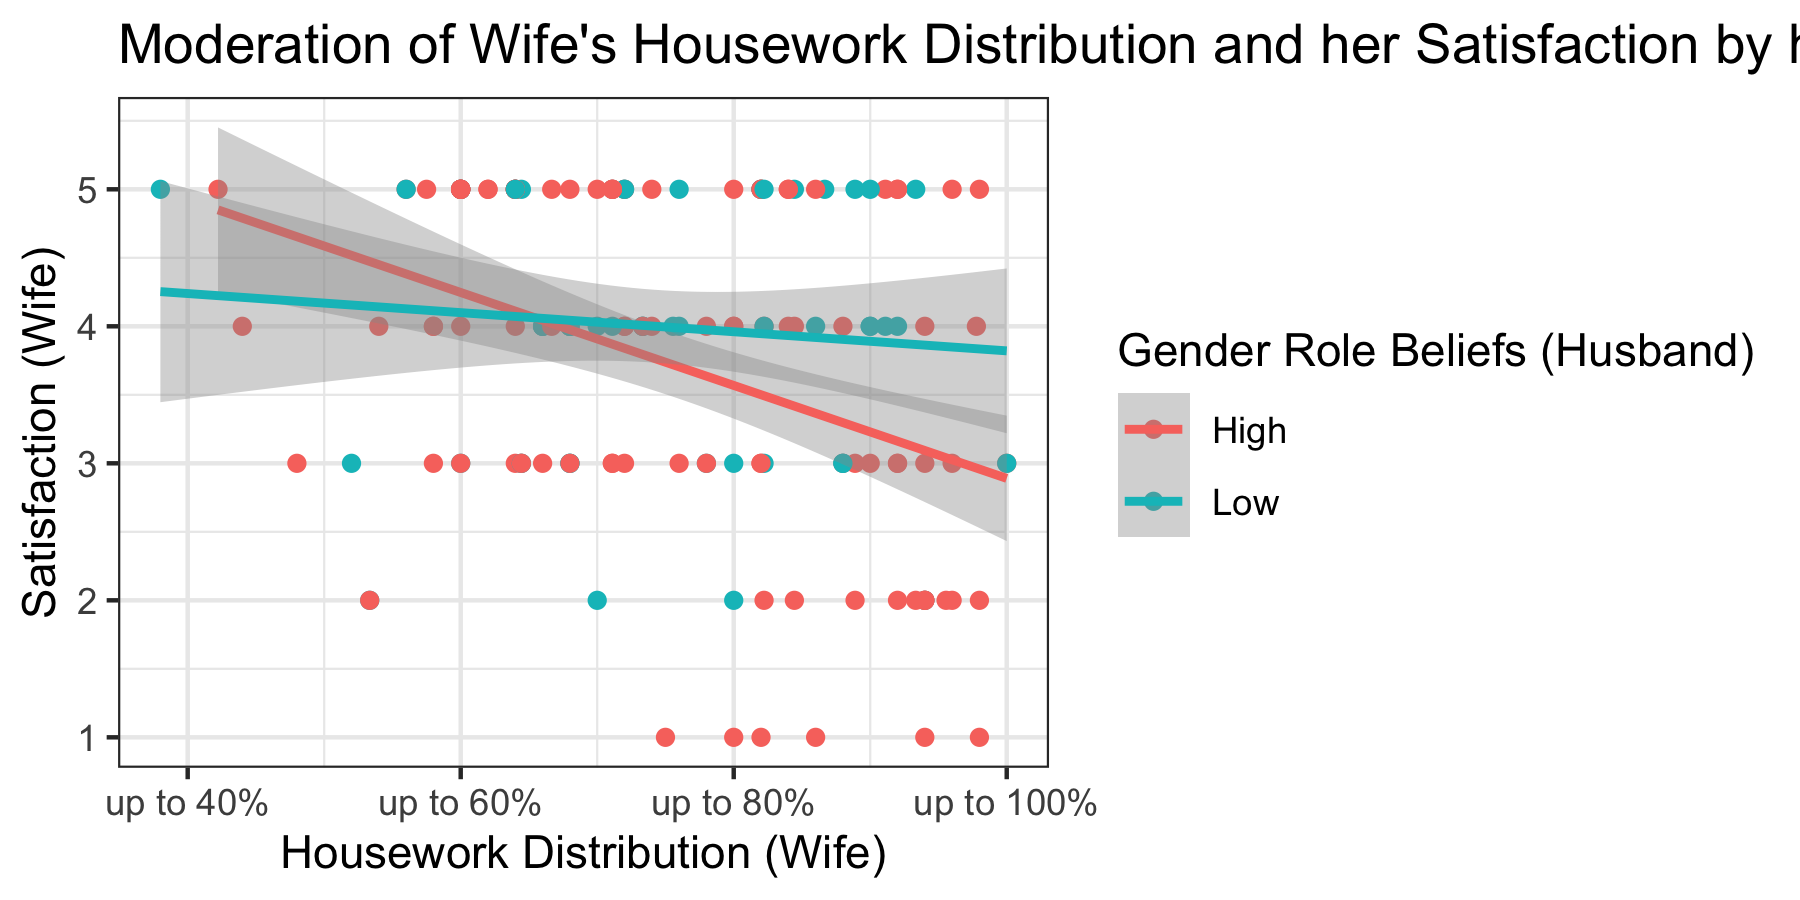 Moderation of Wife's Housework Distribution and her Satisfaction by
5
4
3
2
1
Satisfaction (Wife)
up to 40% up to 60% up to 80% up to 100%
Housework Distribution (Wife)
Gender Role Beliefs (Husband)
High
Low